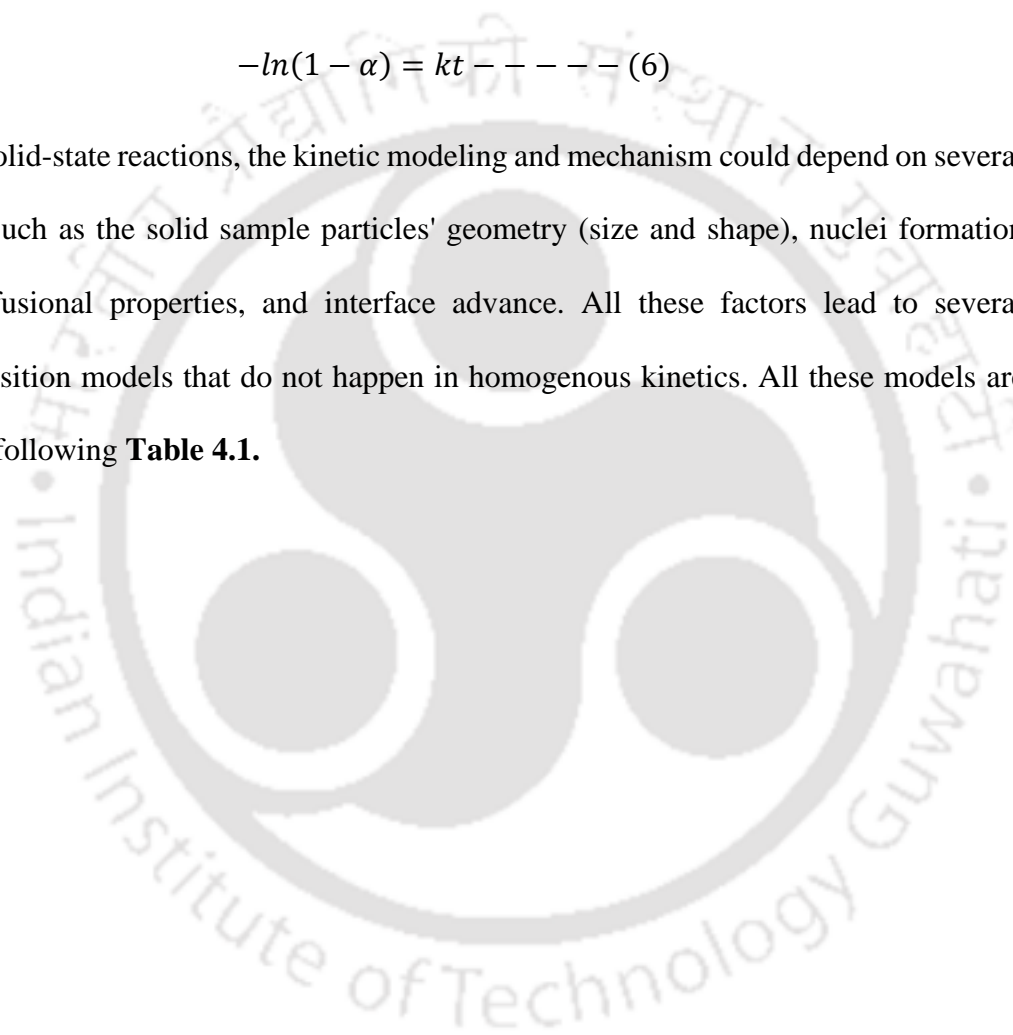 −ln(1 − α) = kt − − − − − (6)
olid-state reactions, the kinetic modeling and mechanism could depend on severa
uch as the solid sample particles' geometry (size and shape), nuclei formation
fusional properties, and interface advance. All these factors lead to severa
sition models that do not happen in homogenous kinetics. All these models are
following Table 4.1.
भारतीय प्रौद्योगिकी संस्थान गुवाहाटी
Indian Institute of Technology Guwahati